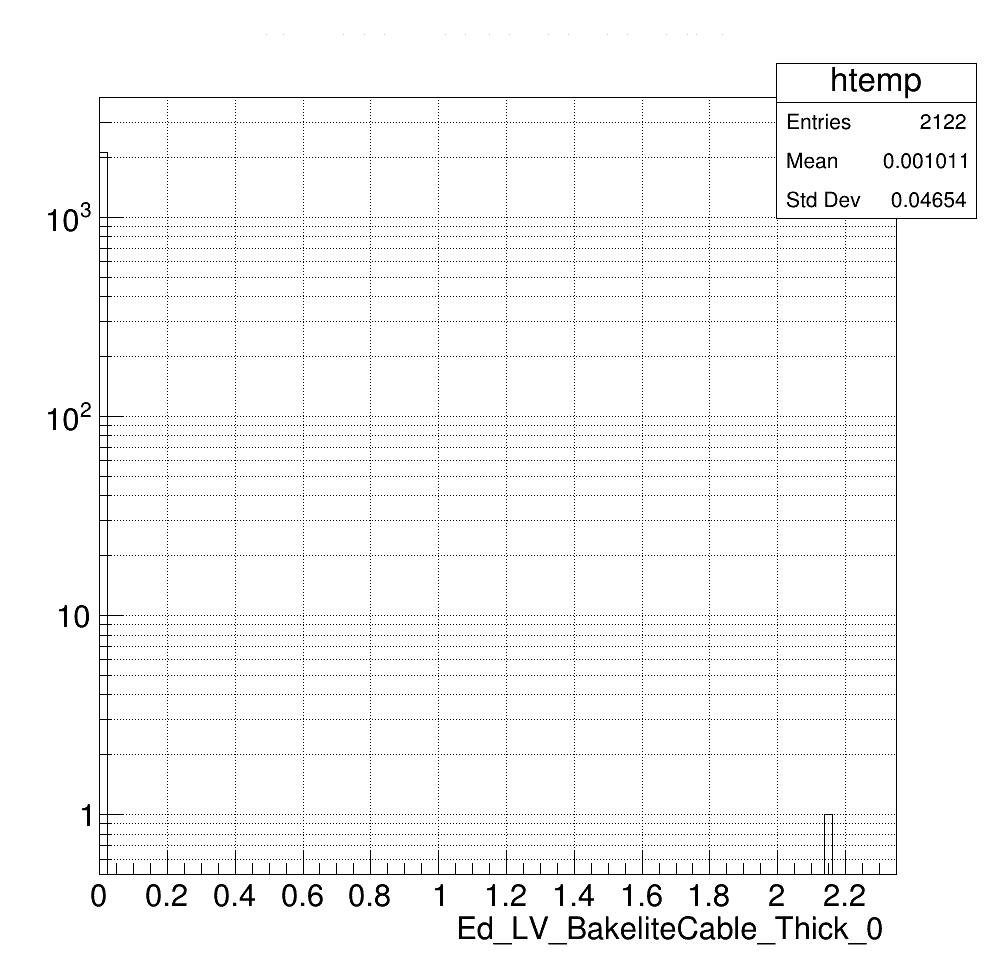 htemp
Entries 2122
Mean 0.001011
Std Dev 0.04654
10³
10²
10
1
0 0.2 0.4 0.6 0.8 1 1.2 1.4 1.6 1.8 2 2.2
Ed_LV_BakeliteCable_Thick_0